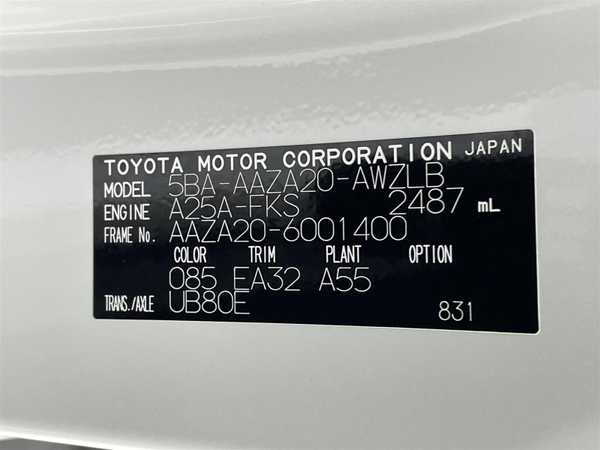 TOYOTA MOTOR CORPORATION JAPAN
MODEL 5BA-AAZA20-AWZLB
ENGINE A25A-FKS 2487 mL
FRAME No. AAZA20-6001400
COLOR TRIM PLANT OPTION
085 EA32 A55
TRANS./AXLE UB80E 831